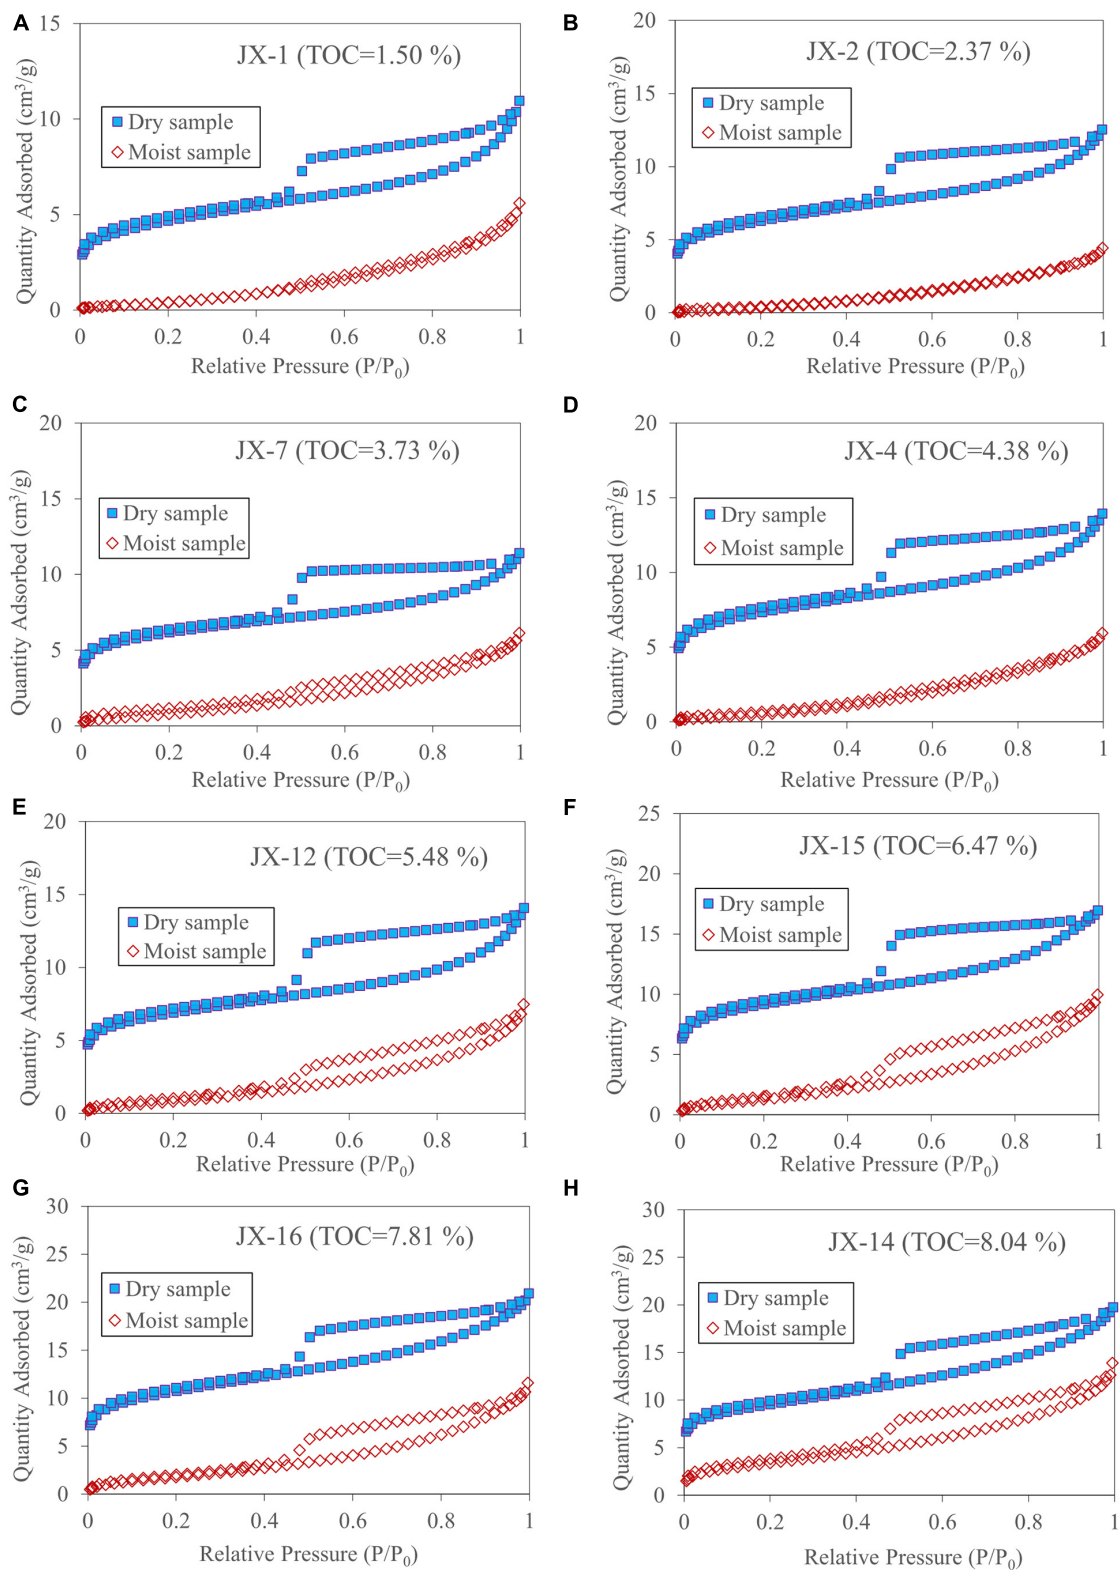 A
JX-1 (TOC=1.50 %)
Dry sample
Moist sample
Quantity Adsorbed (cm³/g)
15
10
5
0
0 0.2 0.4 0.6 0.8 1
Relative Pressure (P/P₀)
B
JX-2 (TOC=2.37 %)
Dry sample
Moist sample
Quantity Adsorbed (cm³/g)
20
15
10
5
0
0 0.2 0.4 0.6 0.8 1
Relative Pressure (P/P₀)
C
JX-7 (TOC=3.73 %)
Dry sample
Moist sample
Quantity Adsorbed (cm³/g)
20
15
10
5
0
0 0.2 0.4 0.6 0.8 1
Relative Pressure (P/P₀)
D
JX-4 (TOC=4.38 %)
Dry sample
Moist sample
Quantity Adsorbed (cm³/g)
20
15
10
5
0
0 0.2 0.4 0.6 0.8 1
Relative Pressure (P/P₀)
E
JX-12 (TOC=5.48 %)
Dry sample
Moist sample
Quantity Adsorbed (cm³/g)
20
15
10
5
0
0 0.2 0.4 0.6 0.8 1
Relative Pressure (P/P₀)
F
JX-15 (TOC=6.47 %)
Dry sample
Moist sample
Quantity Adsorbed (cm³/g)
25
20
15
10
5
0
0 0.2 0.4 0.6 0.8 1
Relative Pressure (P/P₀)
G
JX-16 (TOC=7.81 %)
Dry sample
Moist sample
Quantity Adsorbed (cm³/g)
30
25
20
15
10
5
0
0 0.2 0.4 0.6 0.8 1
Relative Pressure (P/P₀)
H
JX-14 (TOC=8.04 %)
Dry sample
Moist sample
Quantity Adsorbed (cm³/g)
30
25
20
15
10
5
0
0 0.2 0.4 0.6 0.8 1
Relative Pressure (P/P₀)